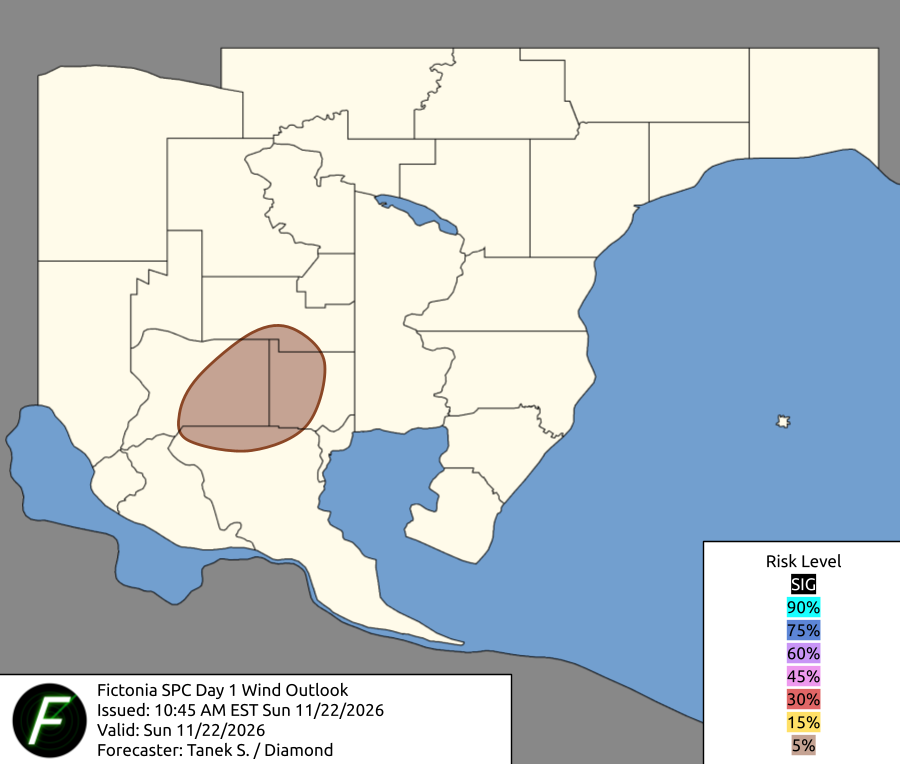 Risk Level
SIG
90%
75%
60%
45%
30%
15%
5%
F
Fictonia SPC Day 1 Wind Outlook
Issued: 10:45 AM EST Sun 11/22/2026
Valid: Sun 11/22/2026
Forecaster: Tanek S. / Diamond